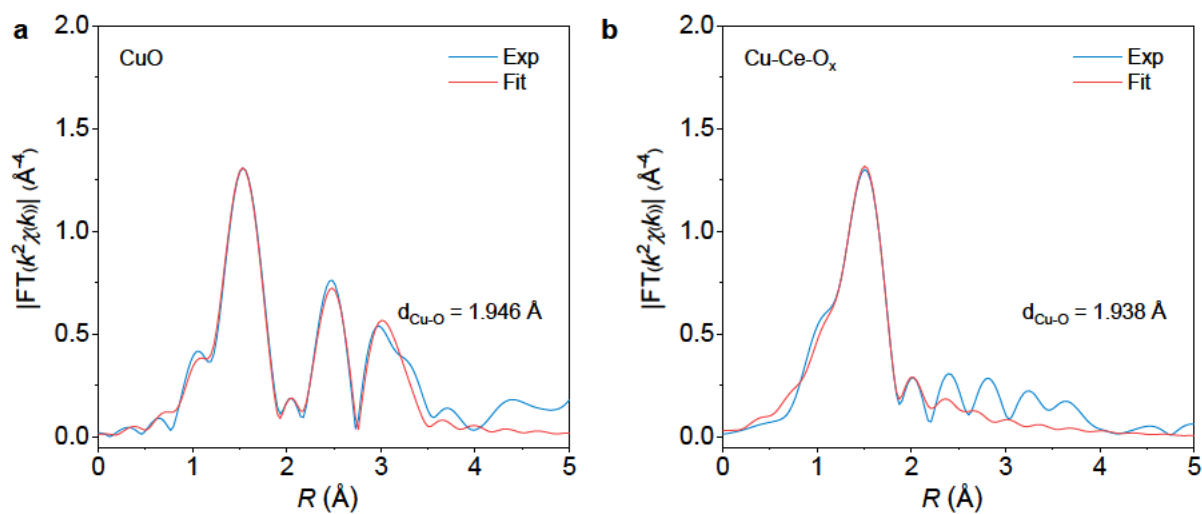 a
CuO
Exp
Fit
d_Cu-O = 1.946 Å
|FT(k²χ(k))| (Å⁻⁴)
2.0
1.5
1.0
0.5
0.0
0 1 2 3 4 5
R (Å)
b
Cu-Ce-Oₓ
Exp
Fit
d_Cu-O = 1.938 Å
|FT(k²χ(k))| (Å⁻⁴)
2.0
1.5
1.0
0.5
0.0
0 1 2 3 4 5
R (Å)